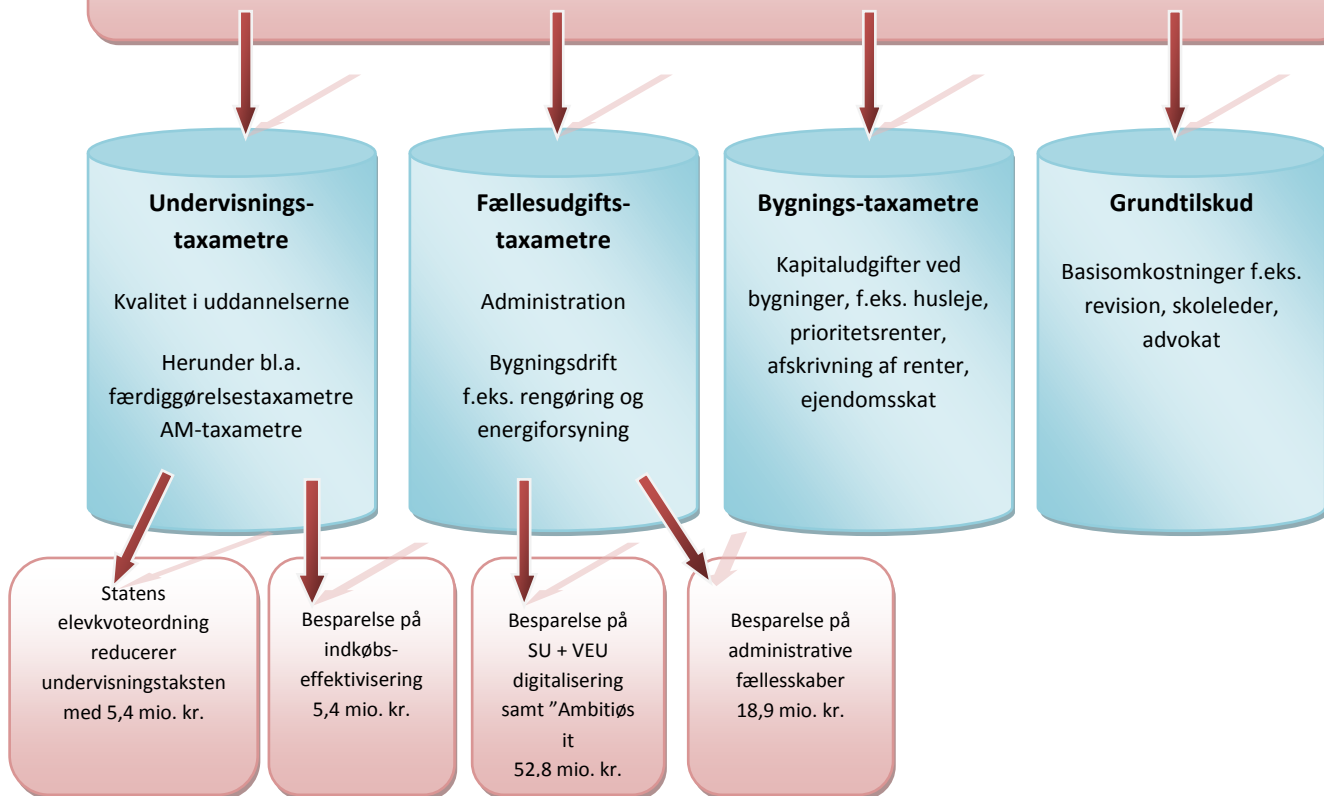 Undervisnings-
taxametre
Kvalitet i uddannelserne
Herunder bl.a.
færdiggørelsestaxametre
AM-taxametre
Fællesudgifts-
taxametre
Administration
Bygningsdrift
f.eks. rengøring og
energiforsyning
Bygnings-taxametre
Kapitaludgifter ved
bygninger, f.eks. husleje,
prioritetsrenter,
afskrivning af renter,
ejendomsskat
Grundtilskud
Basisomkostninger f.eks.
revision, skoleleder,
advokat
Statens
elevkvoteordning
reducerer
undervisningstaksten
med 5,4 mio. kr.
Besparelse på
indkøbs-
effektivisering
5,4 mio. kr.
Besparelse på
SU + VEU
digitalisering
samt ”Ambitiøs
it
52,8 mio. kr.
Besparelse på
administrative
fællesskaber
18,9 mio. kr.